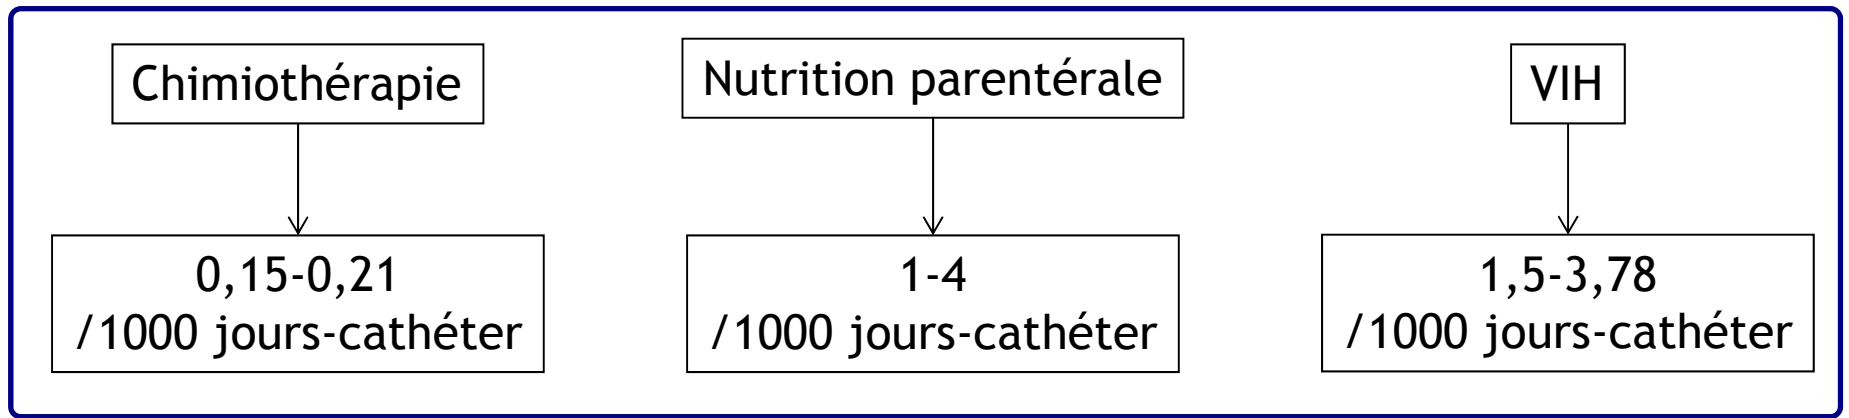 Chimiothérapie
Nutrition parentérale
VIH
0,15-0,21
/1000 jours-cathéter
1-4
/1000 jours-cathéter
1,5-3,78
/1000 jours-cathéter